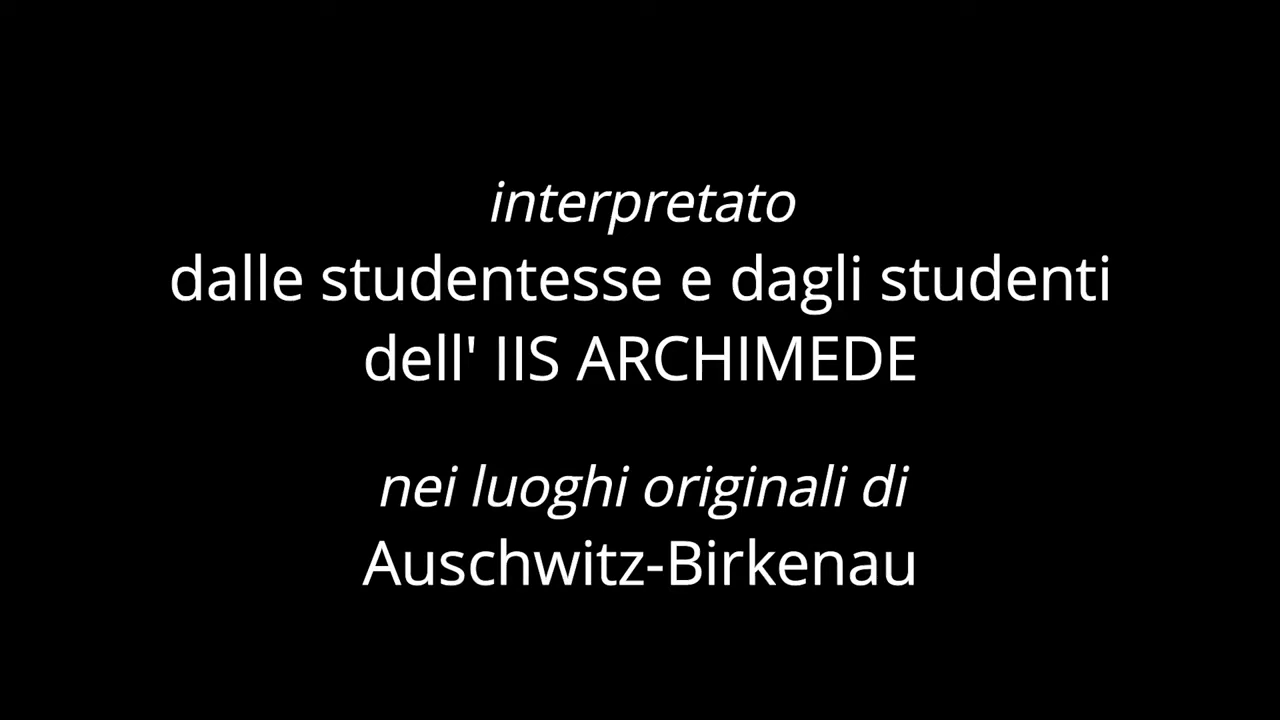 interpretato
dalle studentesse e dagli studenti
dell' IIS ARCHIMEDE
nei luoghi originali di
Auschwitz-Birkenau